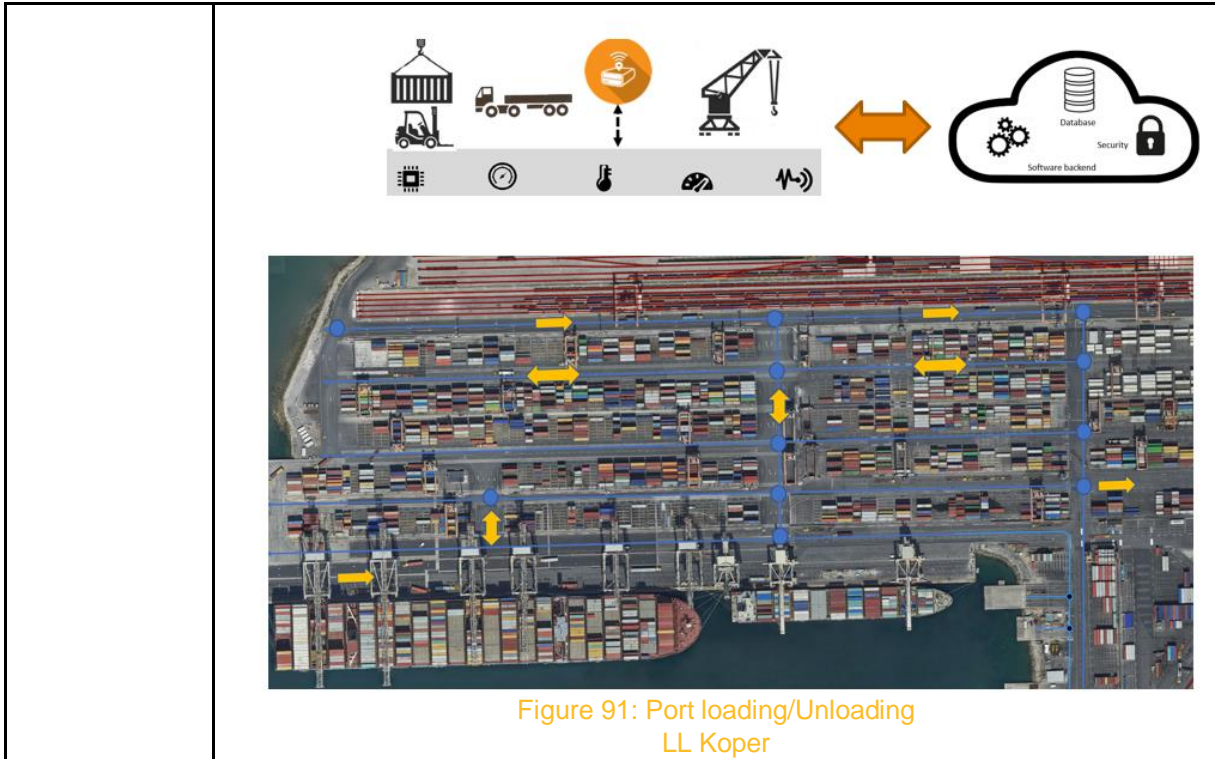 Database
Security
Software backend
Figure 91: Port loading/Unloading
LL Koper